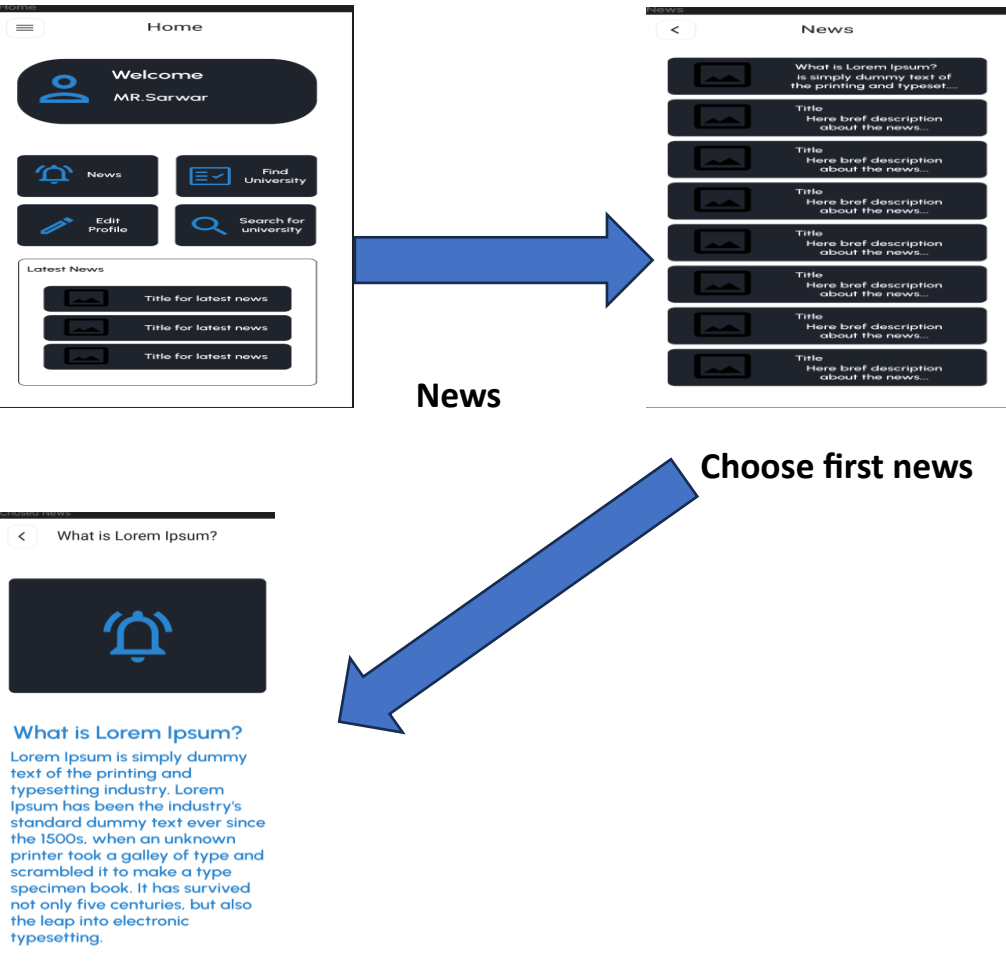 Home
Home
Welcome
MR.Sarwar
News
Find
University
Edit
Profile
Search for
university
Latest News
Title for latest news
Title for latest news
Title for latest news
News
News
<
News
What is Lorem Ipsum?
is simply dummy text of
the printing and typeset....
Title
Here bref description
about the news...
Title
Here bref description
about the news...
Title
Here bref description
about the news...
Title
Here bref description
about the news...
Title
Here bref description
about the news...
Title
Here bref description
about the news...
Title
Here bref description
about the news...
Choose first news
Chosed News
<
What is Lorem Ipsum?
What is Lorem Ipsum?
Lorem Ipsum is simply dummy
text of the printing and
typesetting industry. Lorem
Ipsum has been the industry's
standard dummy text ever since
the 1500s, when an unknown
printer took a galley of type and
scrambled it to make a type
specimen book. It has survived
not only five centuries, but also
the leap into electronic
typesetting.